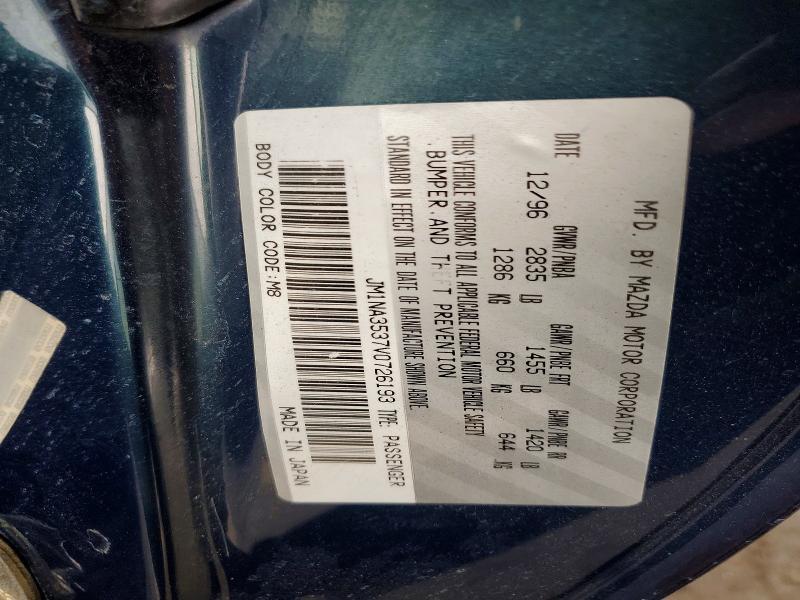 MFD. BY MAZDA MOTOR CORPORATION
DATE GVWR/PNBA GAWR/PNBE FRT GAWR/PNBE RR
12/96 2835 LB 1455 LB 1420 LB
1286 KG 660 KG 644 KG
THIS VEHICLE CONFORMS TO ALL APPLICABLE FEDERAL MOTOR VEHICLE SAFETY
BUMPER AND THEFT PREVENTION
STANDARD IN EFFECT ON THE DATE OF MANUFACTURE SHOWN ABOVE.
JM1NA3537V0726193 TYPE: PASSENGER
BODY COLOR CODE:M8 MADE IN JAPAN